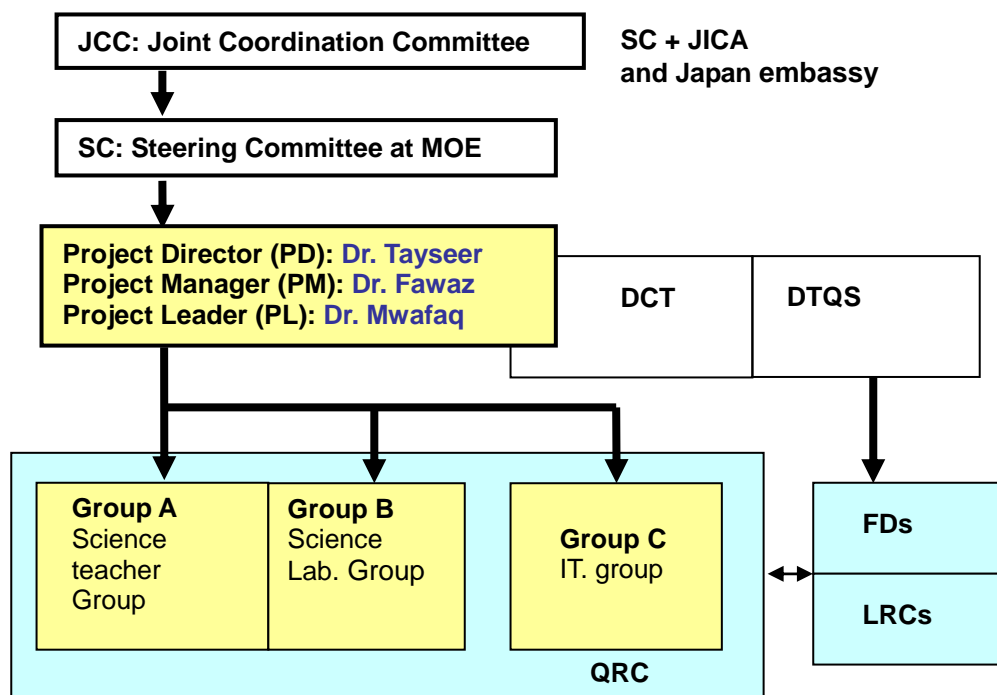 JCC: Joint Coordination Committee
SC + JICA
and Japan embassy
SC: Steering Committee at MOE
Project Director (PD): Dr. Tayseer
Project Manager (PM): Dr. Fawaz
Project Leader (PL): Dr. Mwafaq
DCT
DTQS
Group A
Science
teacher
Group
Group B
Science
Lab. Group
Group C
IT. group
QRC
FDs
LRCs